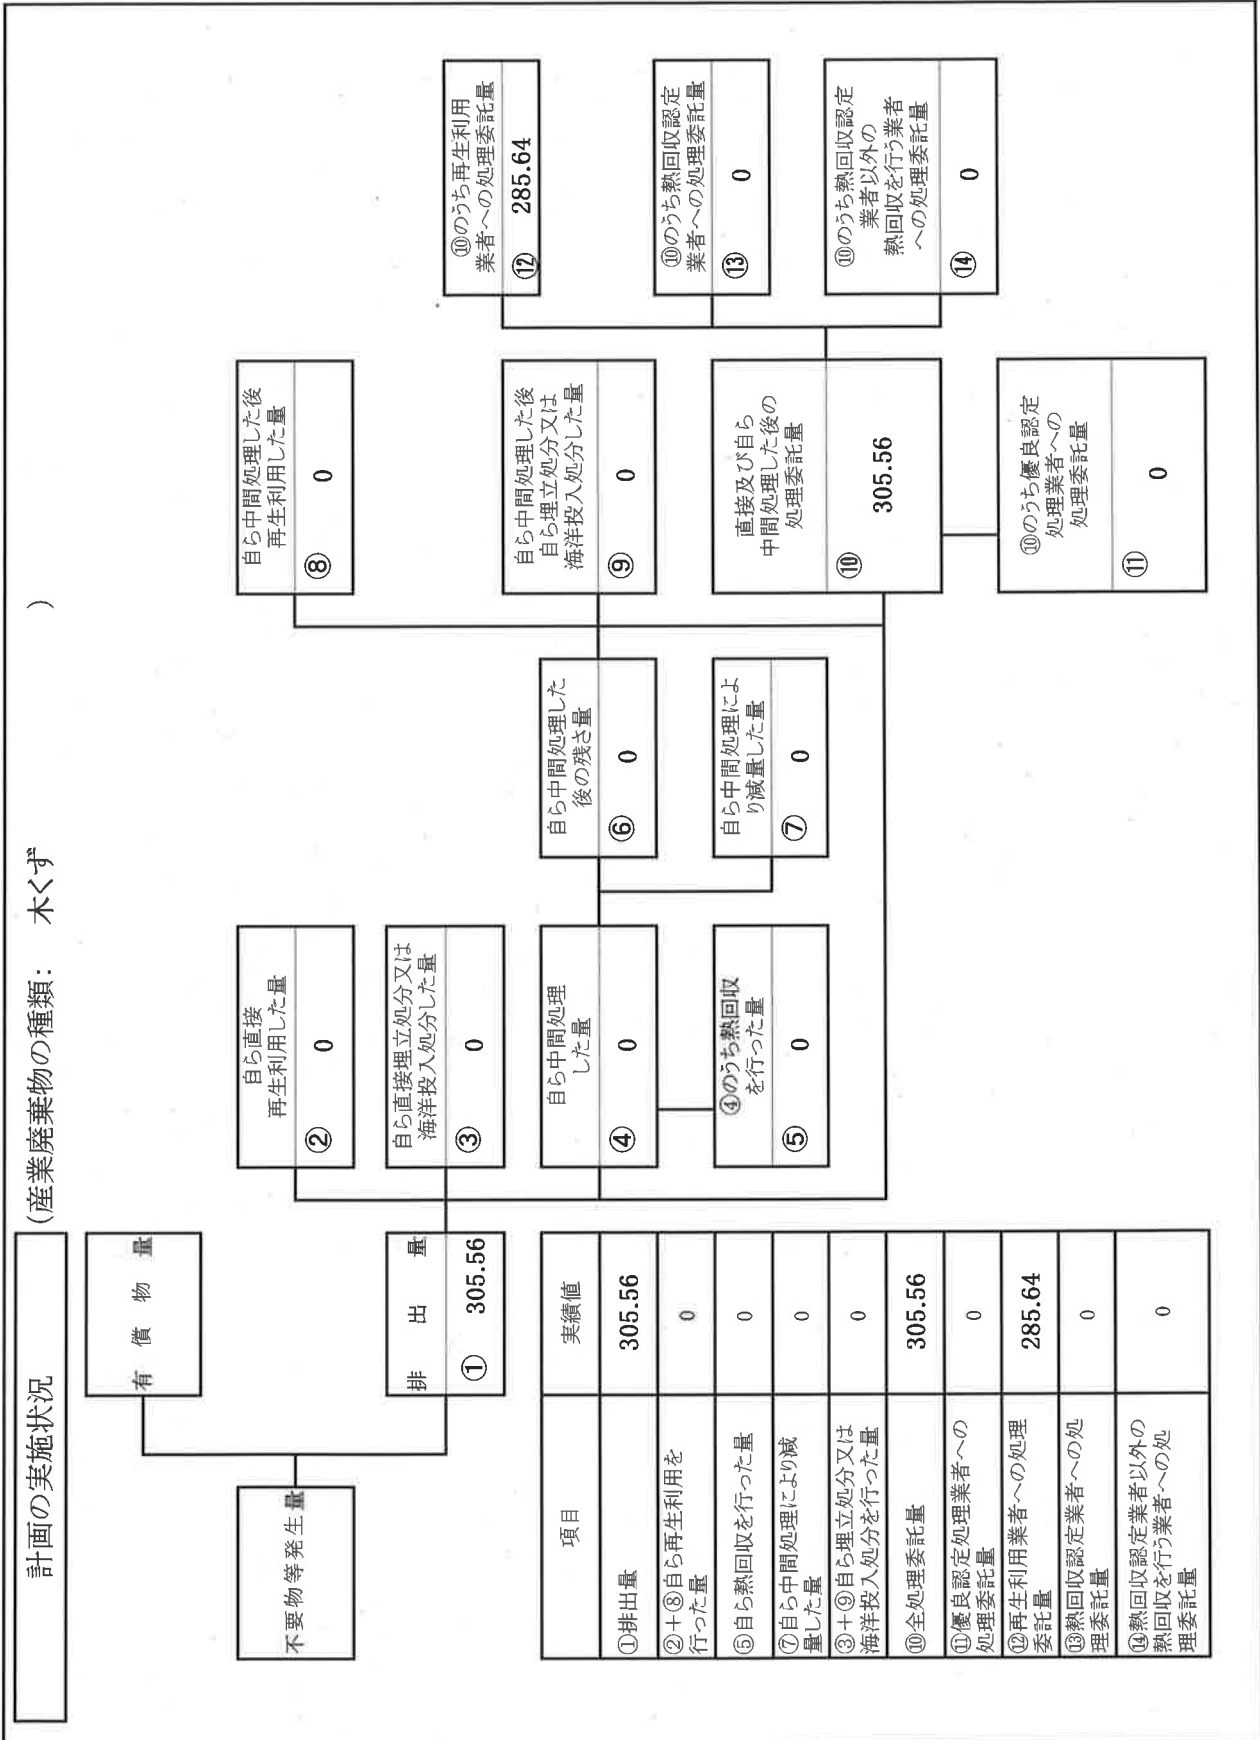 計画の実施状況
(産業廃棄物の種類： 木くず )
不要物等発生量
有償物量
排出量
① 305.56
自ら直接
再生利用した量
② 0
自ら直接埋立処分又は
海洋投入処分した量
③ 0
自ら中間処理
した量
④ 0
④のうち熱回収
を行った量
⑤ 0
自ら中間処理した
後の残さ量
⑥ 0
自ら中間処理によ
り減量した量
⑦ 0
自ら中間処理した後
再生利用した量
⑧ 0
自ら中間処理した後
自ら埋立処分又は
海洋投入処分した量
⑨ 0
直接及び自ら
中間処理した後の
処理委託量
⑩
305.56
⑩のうち優良認定
処理業者への
処理委託量
⑪ 0
⑩のうち再生利用
業者への処理委託量
⑫ 285.64
⑩のうち熱回収認定
業者への処理委託量
⑬ 0
⑩のうち熱回収認定
業者以外の
熱回収を行う業者
への処理委託量
⑭ 0
項目 実績値
①排出量 305.56
②＋⑧自ら再生利用を
行った量 0
⑤自ら熱回収を行った量 0
⑦自ら中間処理により減
量した量 0
③＋⑨自ら埋立処分又は
海洋投入処分を行った量 0
⑩全処理委託量 305.56
⑪優良認定処理業者への
処理委託量 0
⑫再生利用業者への処理
委託量 285.64
⑬熱回収認定業者への処
理委託量 0
⑭熱回収認定業者以外の
熱回収を行う業者への処
理委託量 0